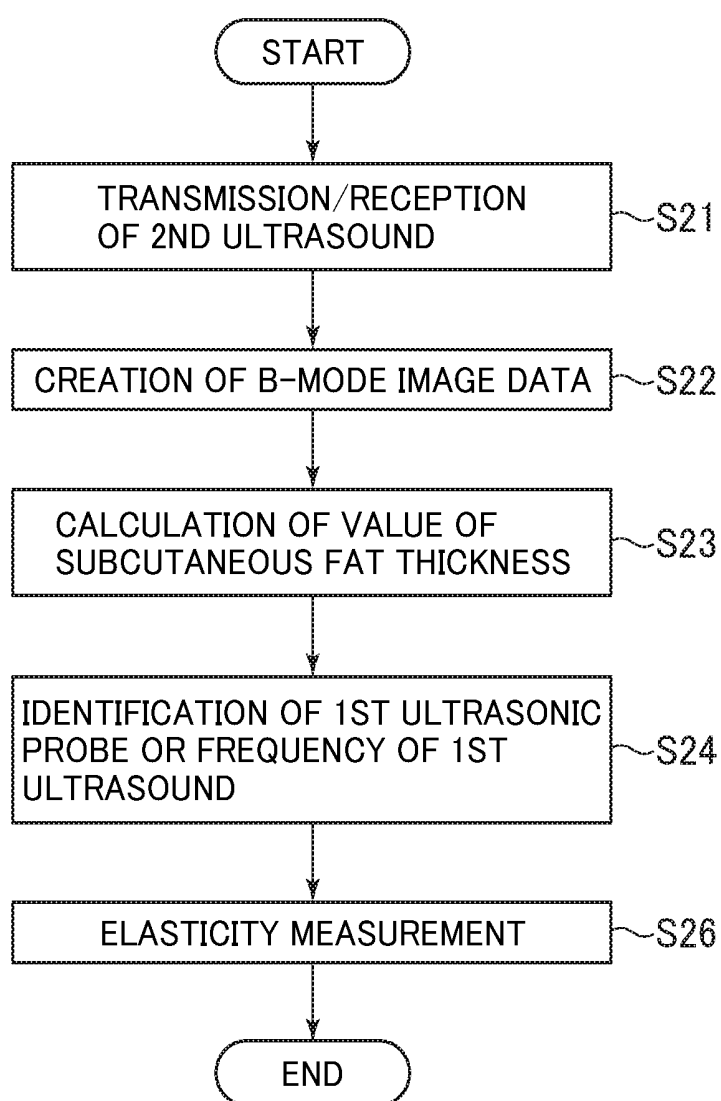 START
TRANSMISSION/RECEPTION
OF 2ND ULTRASOUND
S21
CREATION OF B-MODE IMAGE DATA
S22
CALCULATION OF VALUE OF
SUBCUTANEOUS FAT THICKNESS
S23
IDENTIFICATION OF 1ST ULTRASONIC
PROBE OR FREQUENCY OF 1ST
ULTRASOUND
S24
ELASTICITY MEASUREMENT
S26
END